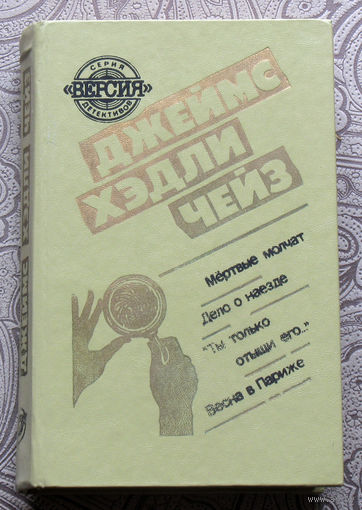 СЕРИЯ
«ВЕРСИЯ»
ДЕТЕКТИВОВ
ДЖЕЙМС
ХЭДЛИ
ЧЕЙЗ
Мёртвые молчат
Дело о наезде
"Ты только
отыщи его..."
Весна в Париже